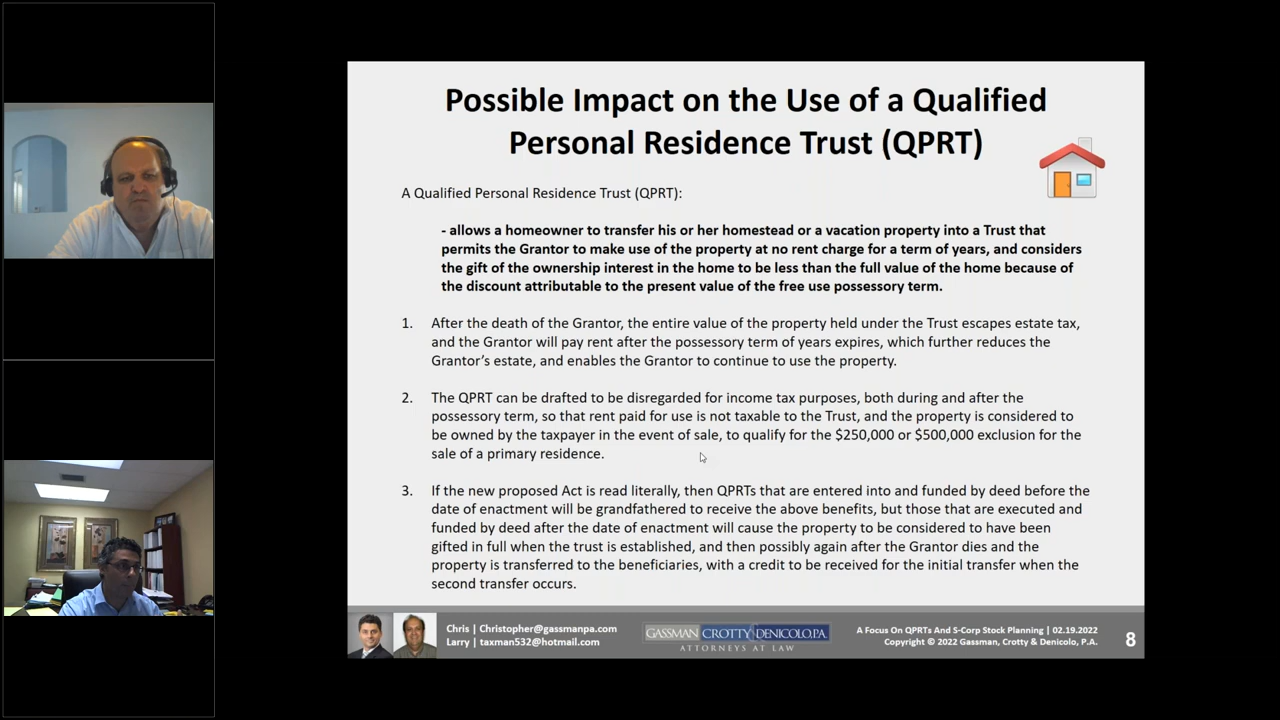 Possible Impact on the Use of a Qualified
Personal Residence Trust (QPRT)
A Qualified Personal Residence Trust (QPRT):
- allows a homeowner to transfer his or her homestead or a vacation property into a Trust that
permits the Grantor to make use of the property at no rent charge for a term of years, and considers
the gift of the ownership interest in the home to be less than the full value of the home because of
the discount attributable to the present value of the free use possessory term.
1. After the death of the Grantor, the entire value of the property held under the Trust escapes estate tax,
and the Grantor will pay rent after the possessory term of years expires, which further reduces the
Grantor's estate, and enables the Grantor to continue to use the property.
2. The QPRT can be drafted to be disregarded for income tax purposes, both during and after the
possessory term, so that rent paid for use is not taxable to the Trust, and the property is considered to
be owned by the taxpayer in the event of sale, to qualify for the $250,000 or $500,000 exclusion for the
sale of a primary residence.
3. If the new proposed Act is read literally, then QPRTs that are entered into and funded by deed before the
date of enactment will be grandfathered to receive the above benefits, but those that are executed and
funded by deed after the date of enactment will cause the property to be considered to have been
gifted in full when the trust is established, and then possibly again after the Grantor dies and the
property is transferred to the beneficiaries, with a credit to be received for the initial transfer when the
second transfer occurs.
Chris | Christopher@gassmanpa.com
Larry | taxman532@hotmail.com
GASSMAN CROTTY DENICOLO, P.A.
ATTORNEYS AT LAW
A Focus On QPRTs And S-Corp Stock Planning | 02.19.2022
Copyright © 2022 Gassman, Crotty & Denicolo, P.A.
8